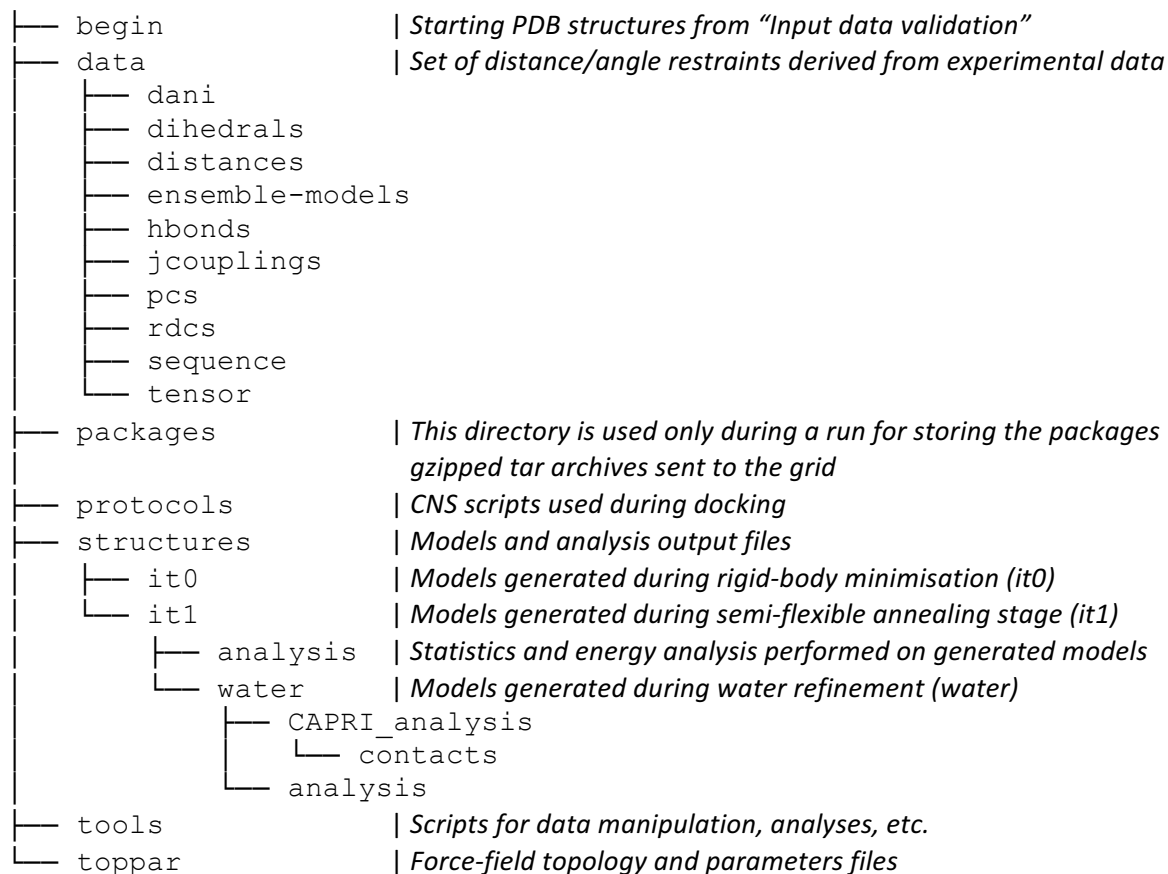 ├── begin | Starting PDB structures from “Input data validation”
├── data | Set of distance/angle restraints derived from experimental data
│   ├── dani
│   ├── dihedrals
│   ├── distances
│   ├── ensemble-models
│   ├── hbonds
│   ├── jcouplings
│   ├── pcs
│   ├── rdcs
│   ├── sequence
│   └── tensor
├── packages | This directory is used only during a run for storing the packages
│ gzipped tar archives sent to the grid
├── protocols | CNS scripts used during docking
├── structures | Models and analysis output files
│   ├── it0 | Models generated during rigid-body minimisation (it0)
│   └── it1 | Models generated during semi-flexible annealing stage (it1)
│       ├── analysis | Statistics and energy analysis performed on generated models
│       └── water | Models generated during water refinement (water)
│           ├── CAPRI_analysis
│           │   └── contacts
│           └── analysis
├── tools | Scripts for data manipulation, analyses, etc.
└── toppar | Force-field topology and parameters files